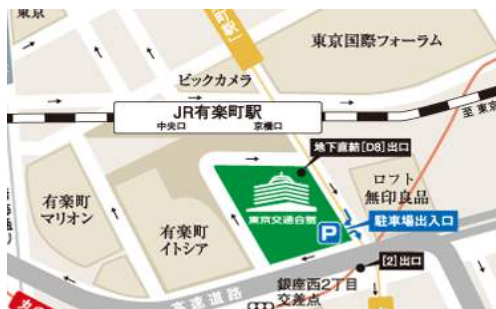 東京
町駅
東京国際フォーラム
ビックカメラ
JR有楽町駅
中央口
京橋口
至東京
地下直結[D8]出口
有楽町
マリオン
有楽町
イトシア
東京交通会館
ロフト
無印良品
P
駐車場出入口
[2]出口
銀座西2丁目
交差点
高速道路